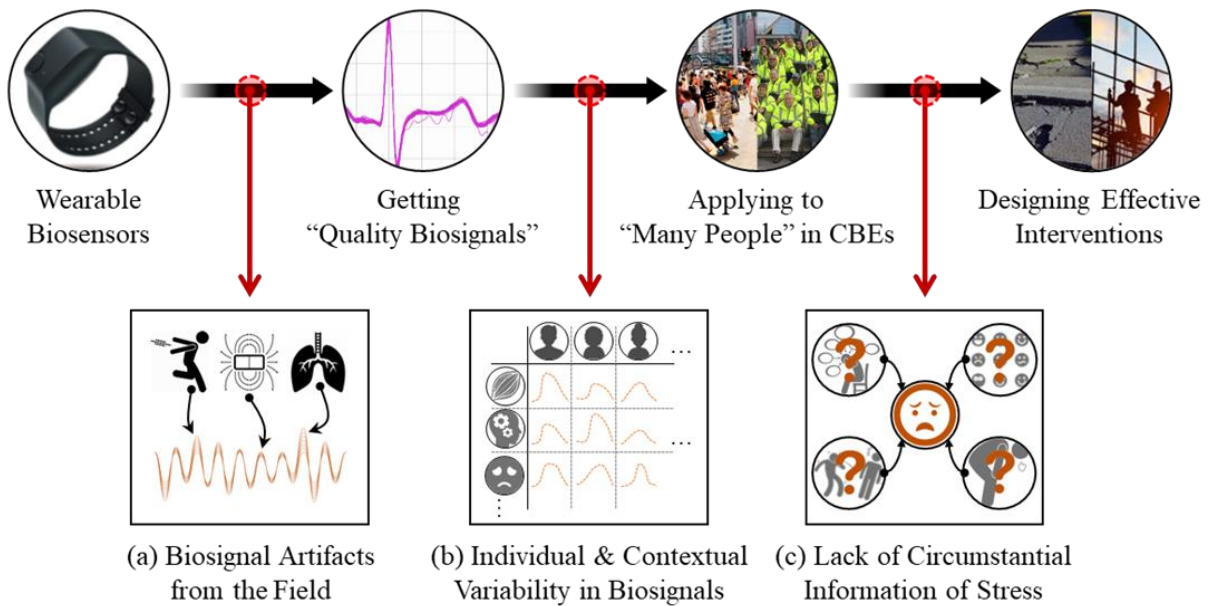 Wearable
Biosensors
Getting
“Quality Biosignals”
Applying to
“Many People” in CBEs
Designing Effective
Interventions
...
...
?
?
?
?
(a) Biosignal Artifacts
from the Field
(b) Individual & Contextual
Variability in Biosignals
(c) Lack of Circumstantial
Information of Stress